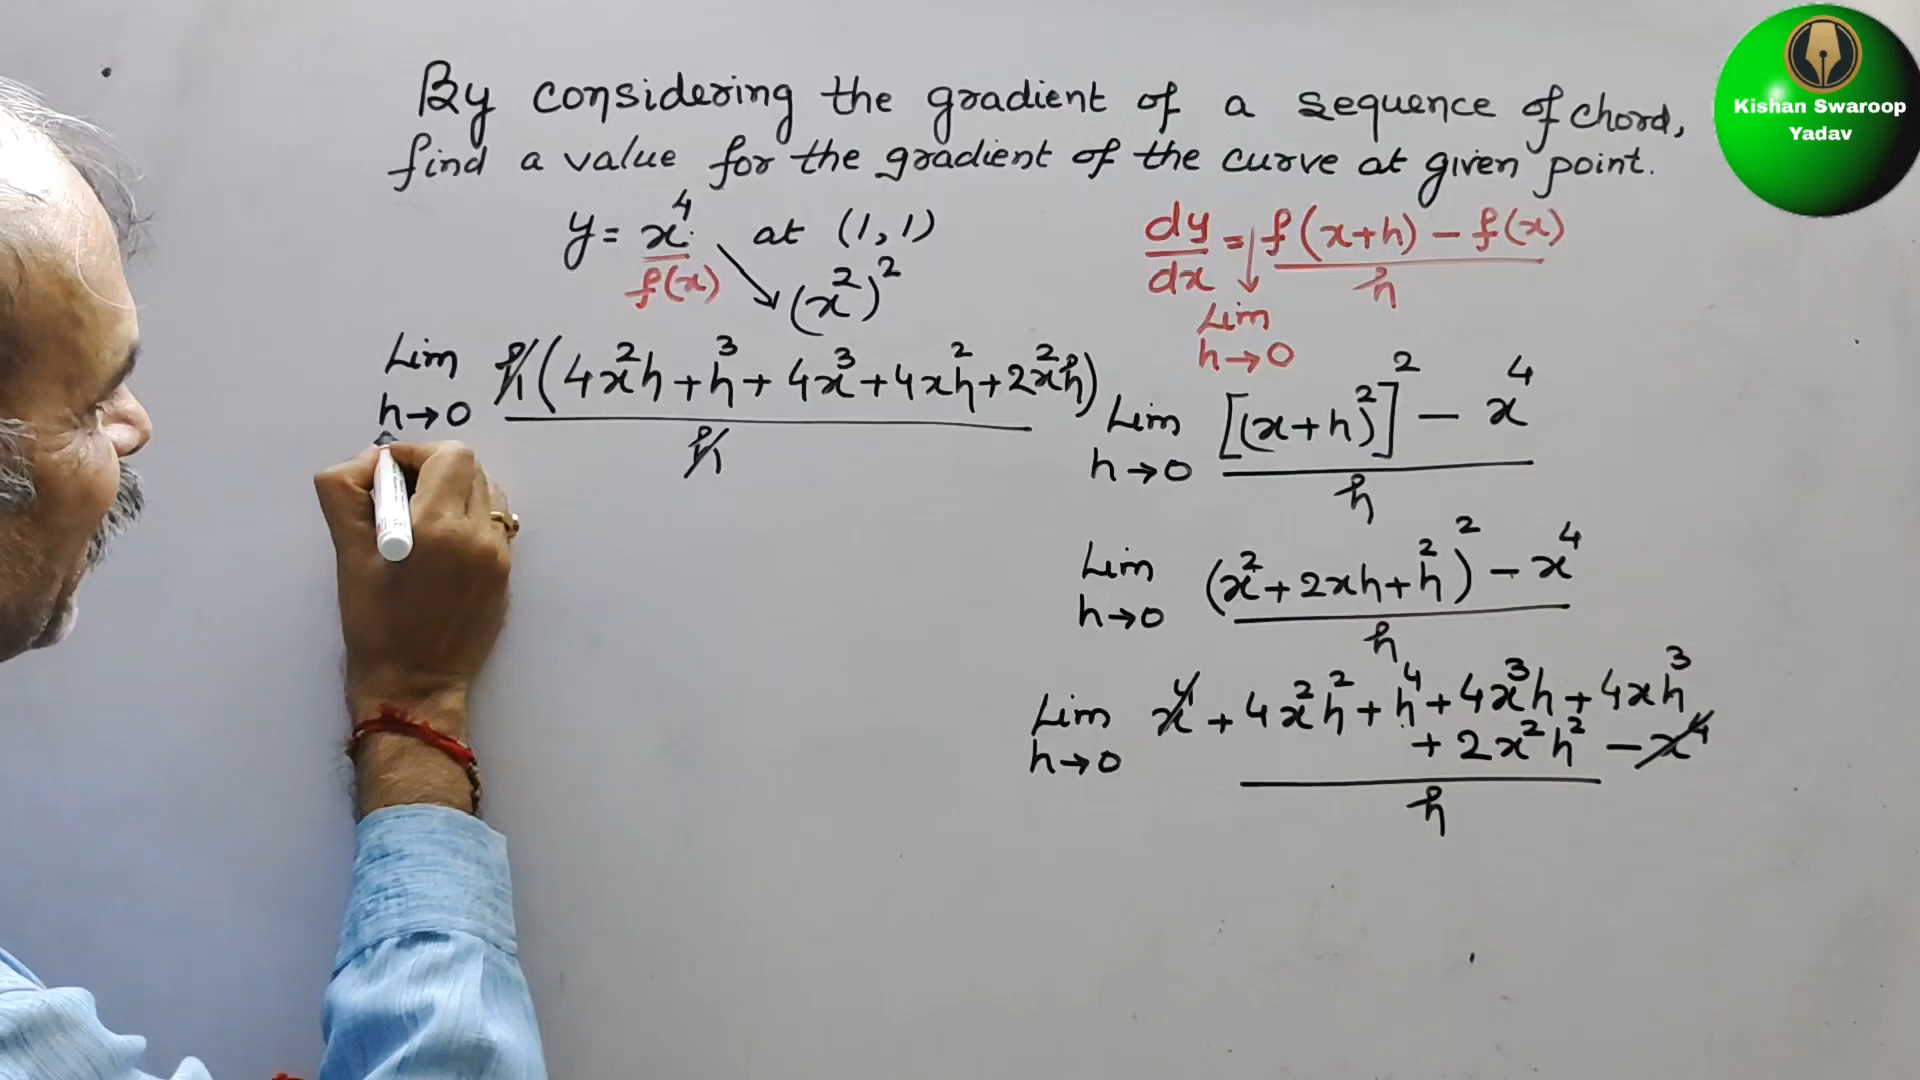 By considering the gradient of a sequence of chord,
find a value for the gradient of the curve at given point.
y = x⁴ at (1,1)
f(x)
(x²)²
dy/dx = f(x+h) - f(x) / h
Lim
h→0
Lim [(x+h)²]² - x⁴
h→0 h
Lim (x² + 2xh + h²)² - x⁴
h→0 h
Lim x⁴ + 4x²h² + h⁴ + 4x³h + 4xh³
h→0 + 2x²h² - x⁴
h
Lim h(4x²h + h³ + 4x³ + 4xh² + 2x²h)
h→0 h
Kishan Swaroop
Yadav